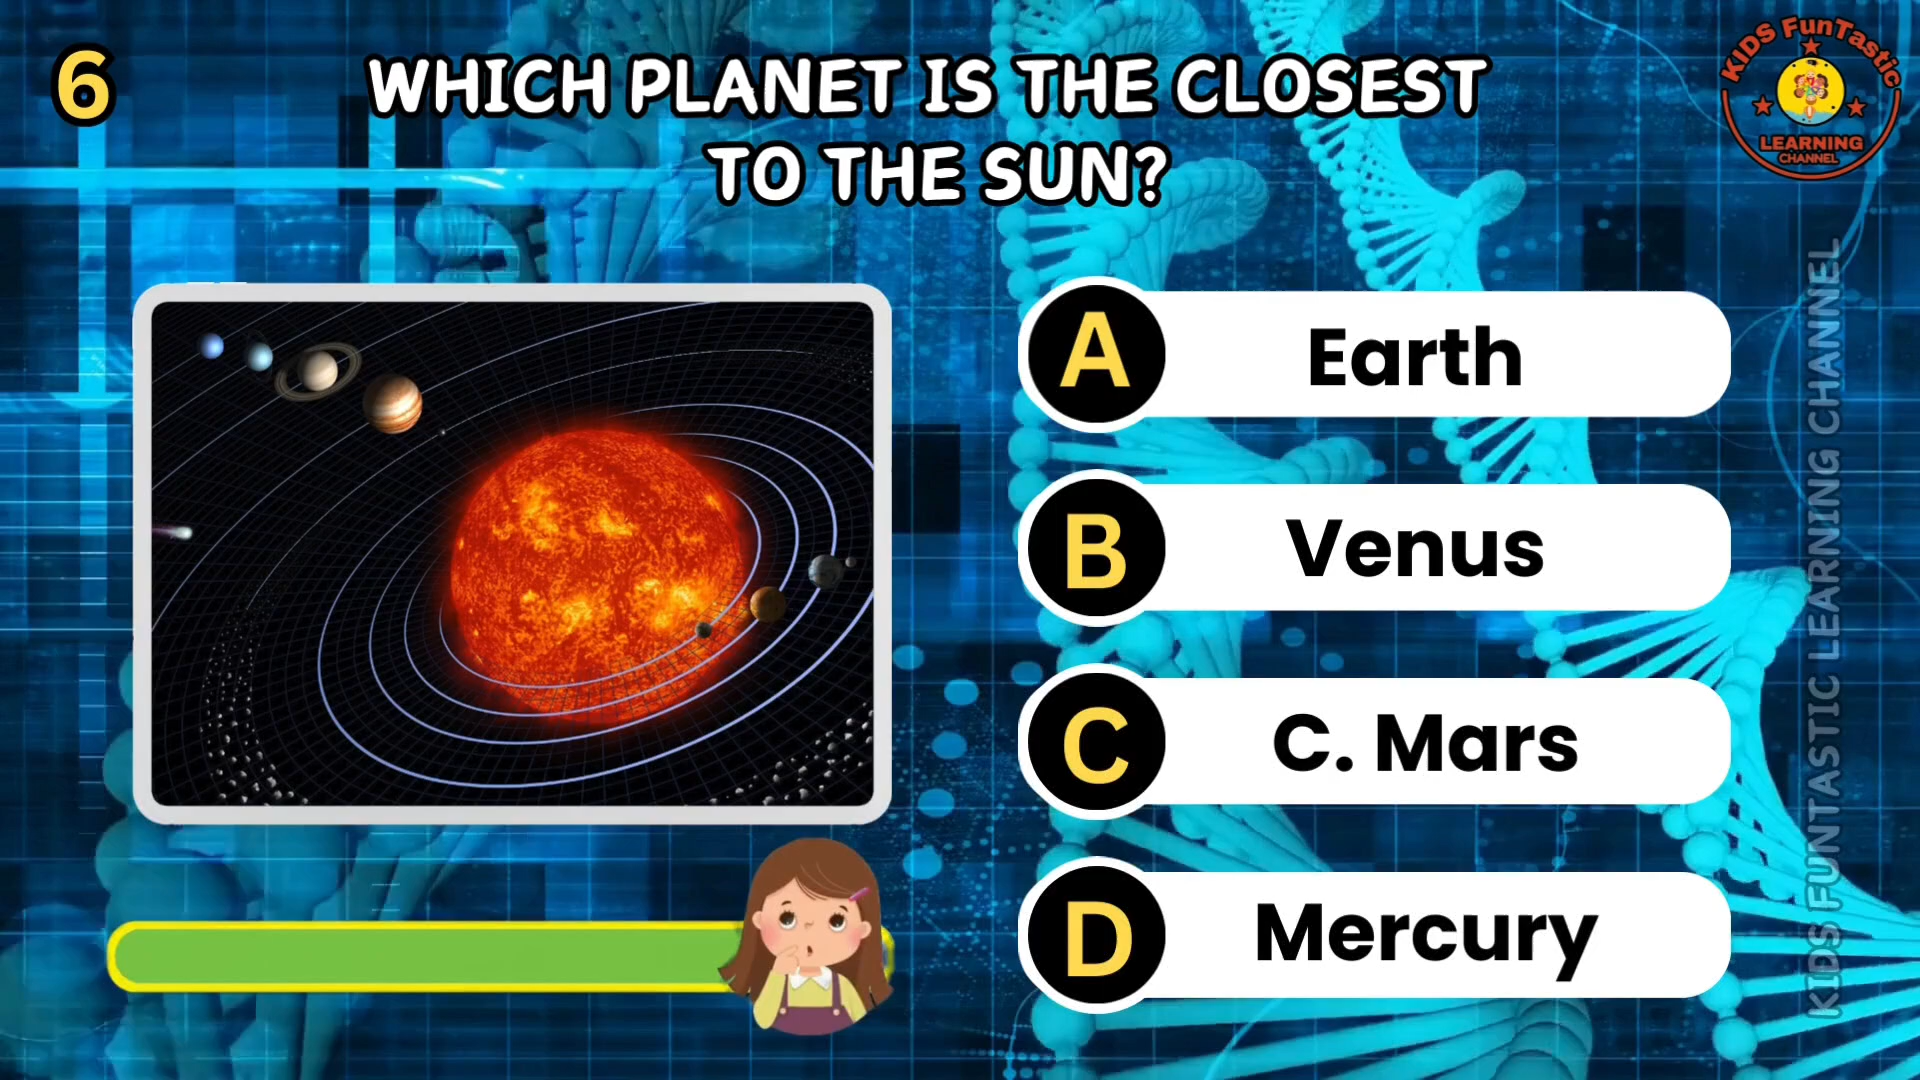 6
WHICH PLANET IS THE CLOSEST
TO THE SUN?
KIDS FunTastic
LEARNING
CHANNEL
A
Earth
B
Venus
C
C. Mars
D
Mercury
KIDS FUNTASTIC LEARNING CHANNEL